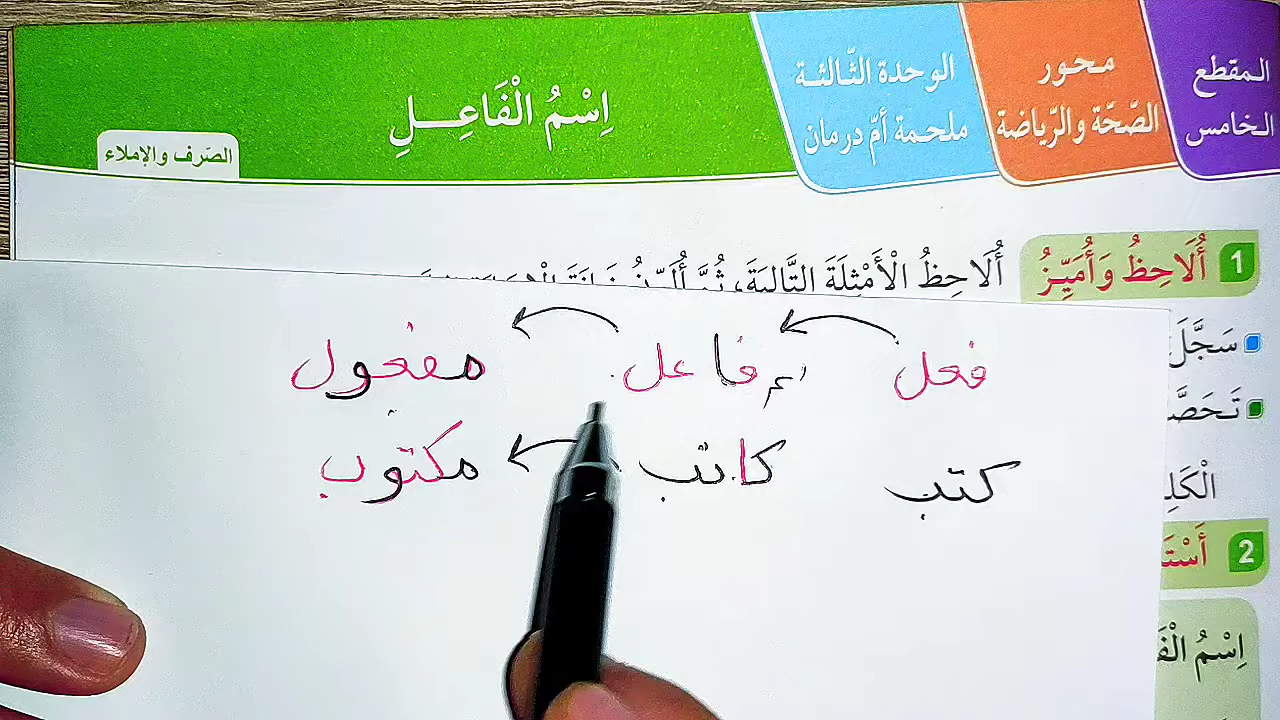 المقطع
الخامس
محور
الصّحّة والرّياضة
الوحدة الثّالثة
ملحمة أمّ درمان
اِسْمُ الْفَاعِلِ
الصّرف والإملاء
1 أُلَاحِظُ وَأُمَيِّزُ
أُلَاحِظُ الْأَمْثِلَةَ التَّالِيَةَ، ثُمَّ
سَجَّلَ
فعل فاعل مفعول
كتب كاتب مكتوب
2
اِسْمُ